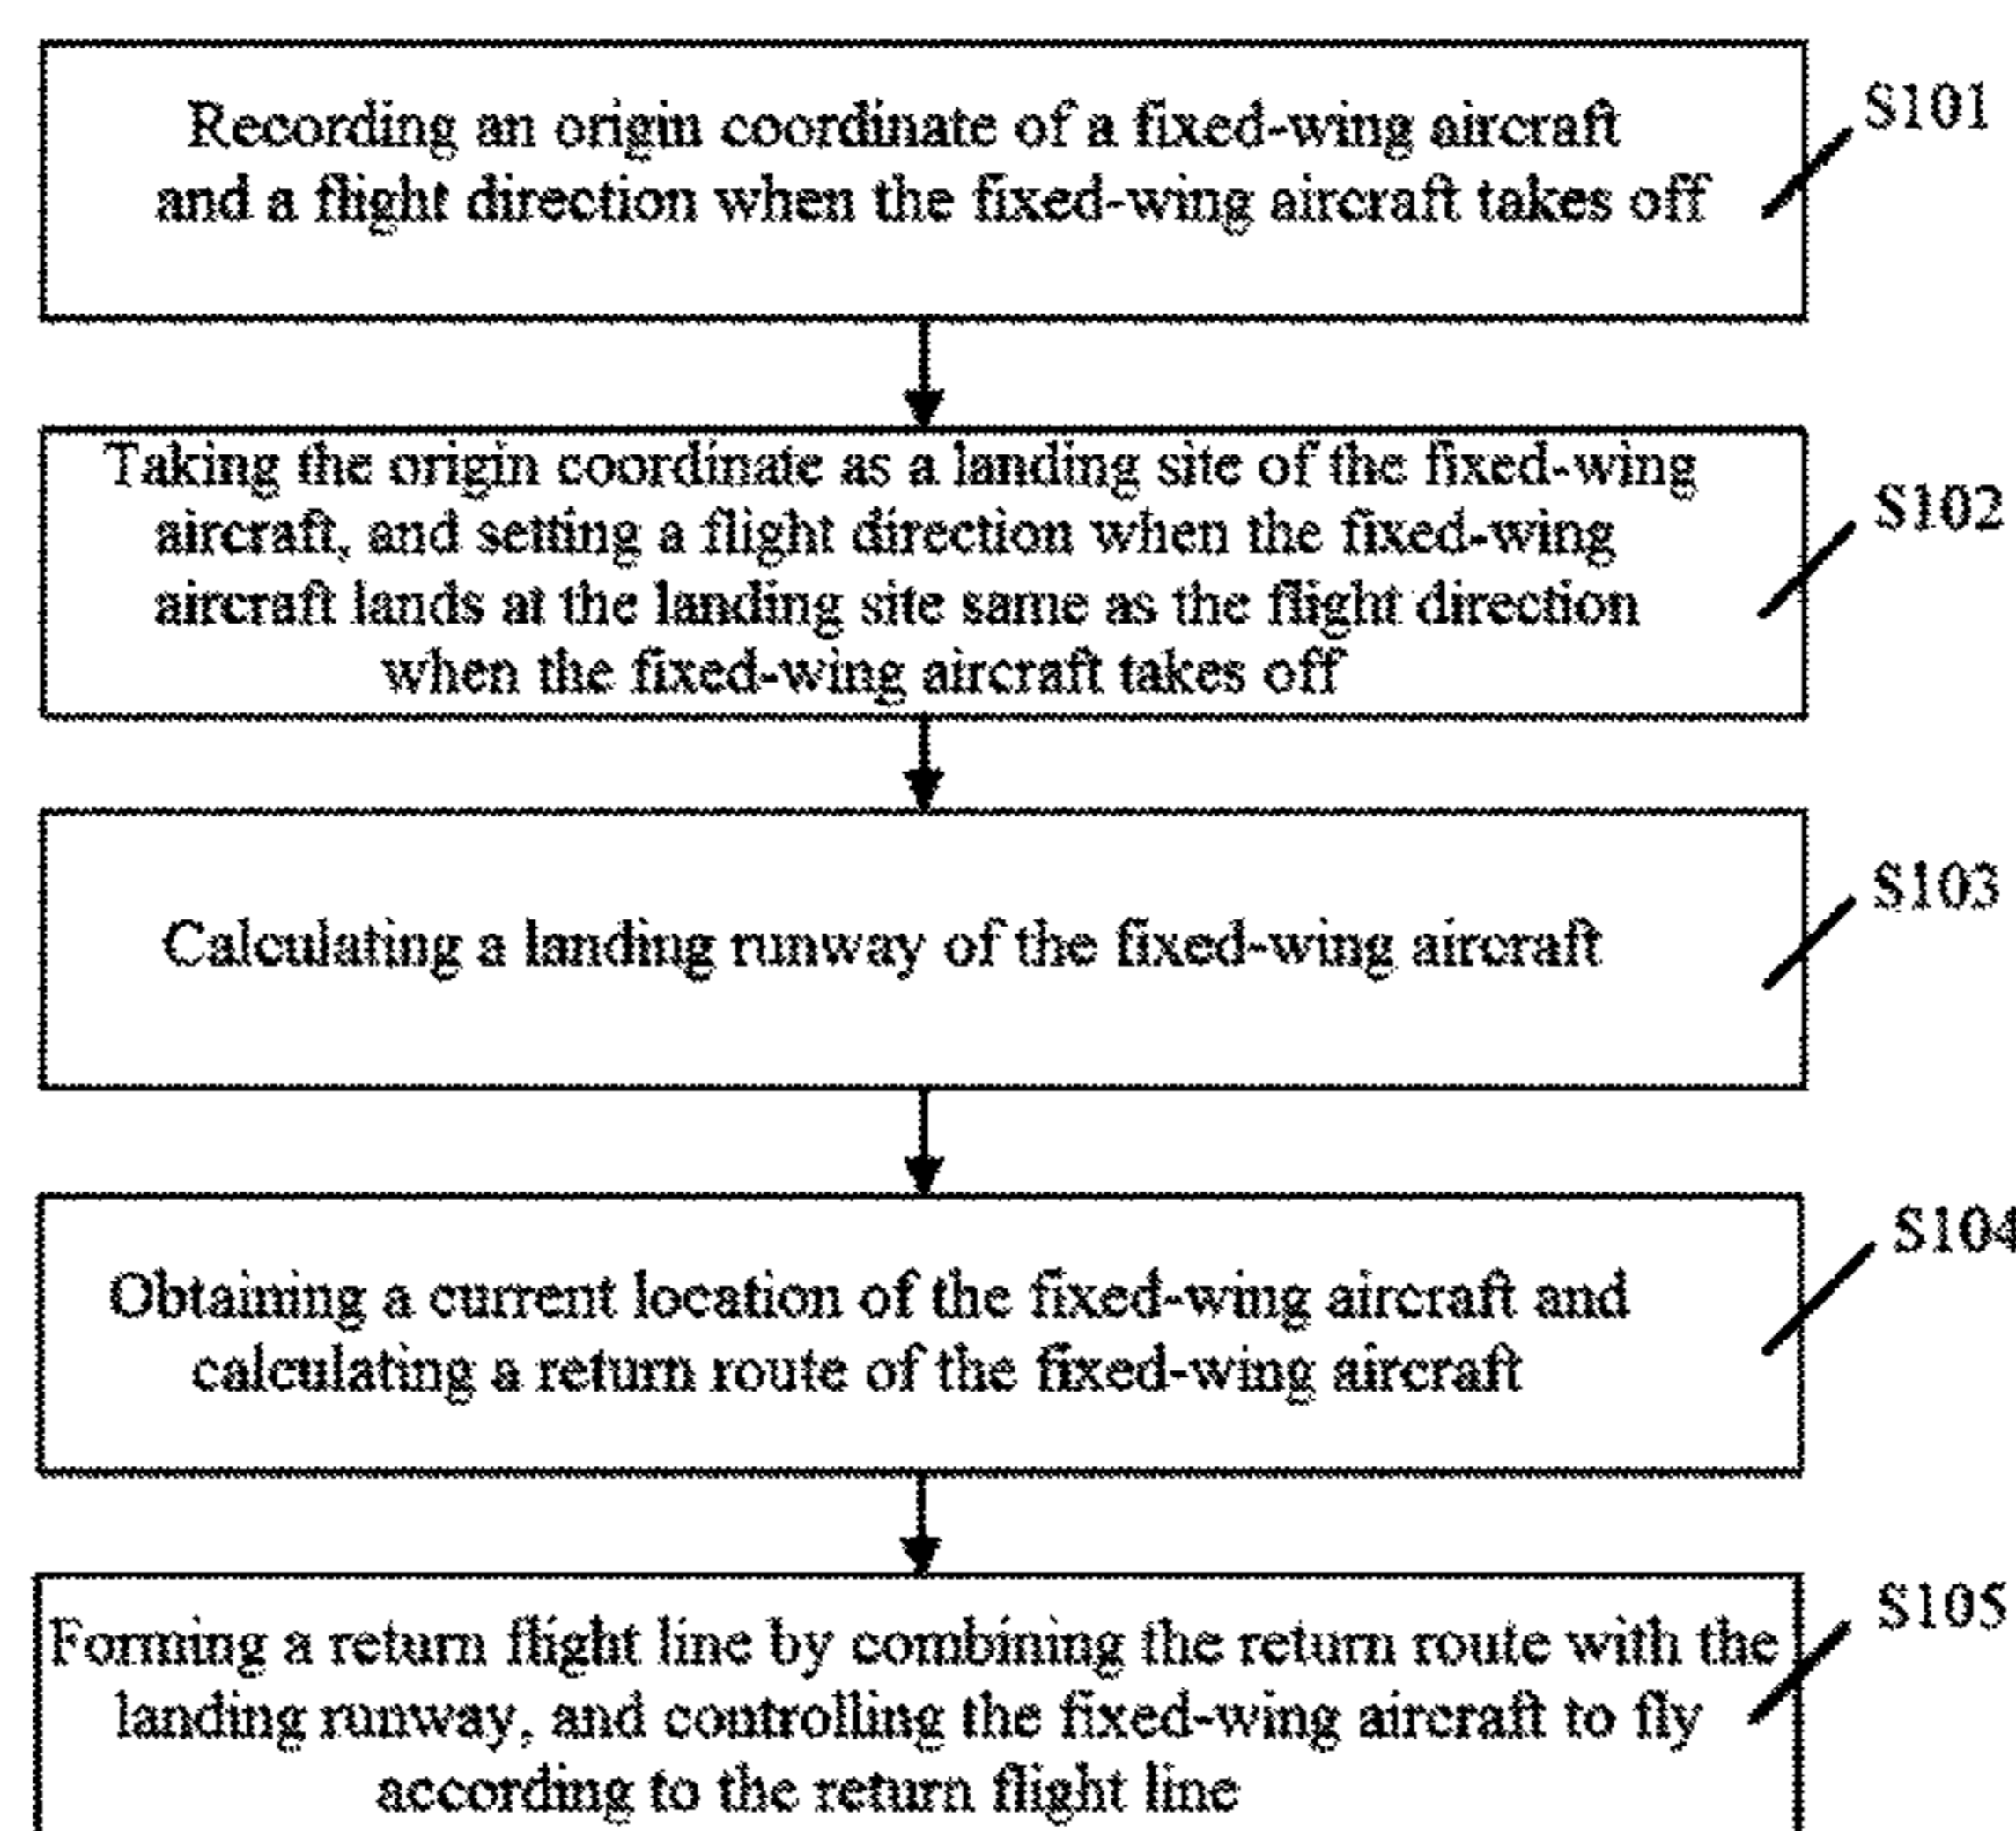 Recording an origin coordinate of a fixed-wing aircraft
and a flight direction when the fixed-wing aircraft takes off
S101
Taking the origin coordinate as a landing site of the fixed-wing
aircraft, and setting a flight direction when the fixed-wing
aircraft lands at the landing site same as the flight direction
when the fixed-wing aircraft takes off
S102
Calculating a landing runway of the fixed-wing aircraft
S103
Obtaining a current location of the fixed-wing aircraft and
calculating a return route of the fixed-wing aircraft
S104
Forming a return flight line by combining the return route with the
landing runway, and controlling the fixed-wing aircraft to fly
according to the return flight line
S105